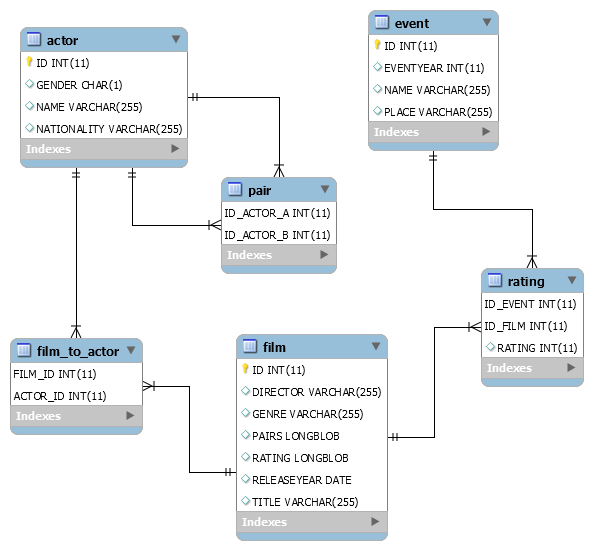 actor
ID INT(11)
GENDER CHAR(1)
NAME VARCHAR(255)
NATIONALITY VARCHAR(255)
Indexes
event
ID INT(11)
EVENTYEAR INT(11)
NAME VARCHAR(255)
PLACE VARCHAR(255)
Indexes
pair
ID_ACTOR_A INT(11)
ID_ACTOR_B INT(11)
Indexes
rating
ID_EVENT INT(11)
ID_FILM INT(11)
RATING INT(11)
Indexes
film_to_actor
FILM_ID INT(11)
ACTOR_ID INT(11)
Indexes
film
ID INT(11)
DIRECTOR VARCHAR(255)
GENRE VARCHAR(255)
PAIRS LONGBLOB
RATING LONGBLOB
RELEASEYEAR DATE
TITLE VARCHAR(255)
Indexes